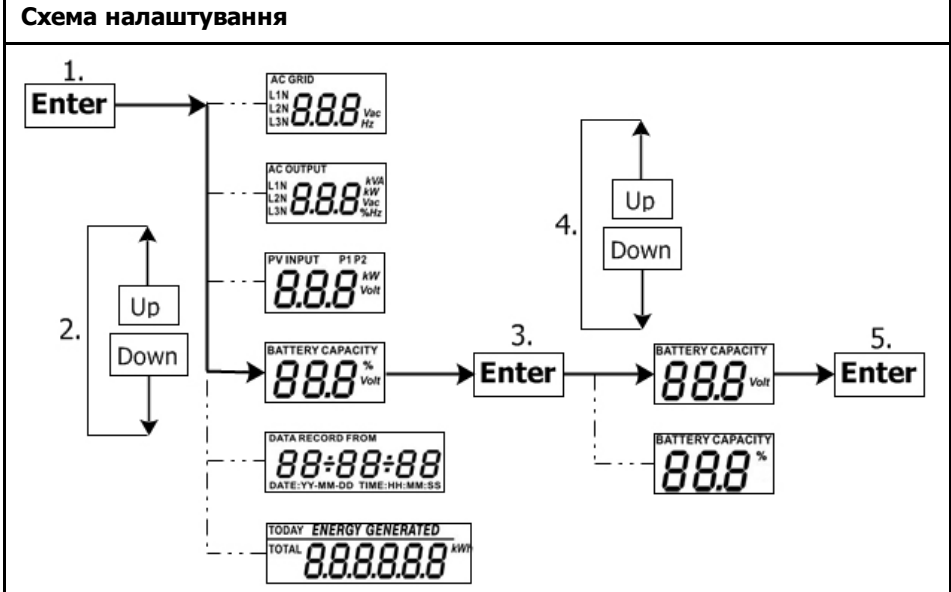 Схема налаштування
1.
Enter
AC GRID
L1N
L2N
L3N
8.8.8
Vac
Hz
AC OUTPUT
L1N
L2N
L3N
8.8.8
kVA
kW
Vac
%Hz
PV INPUT P1 P2
8.8.8
kW
Volt
2.
Up
Down
BATTERY CAPACITY
88.8
%
Volt
3.
Enter
4.
Up
Down
BATTERY CAPACITY
88.8
Volt
5.
Enter
BATTERY CAPACITY
88.8
%
DATA RECORD FROM
88÷88÷88
DATE:YY-MM-DD TIME:HH:MM:SS
TODAY ENERGY GENERATED
TOTAL 8.8.8.8.8.8 kWh